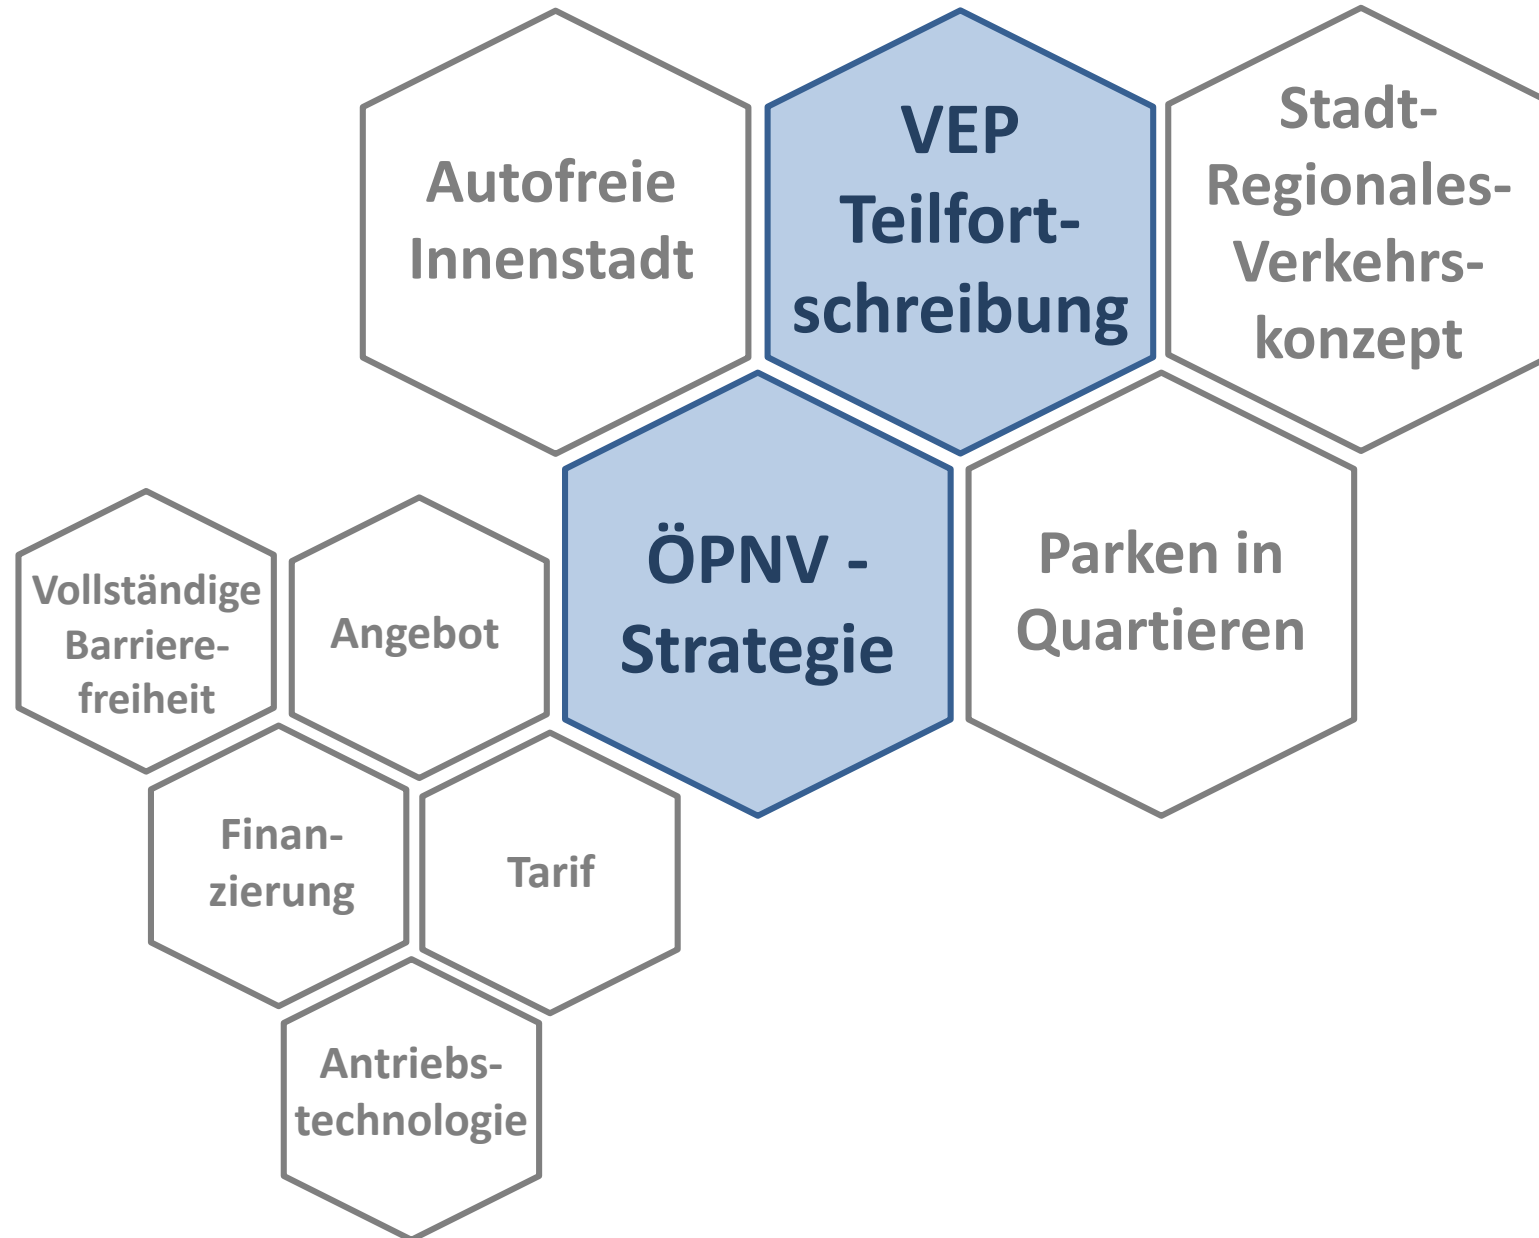 Autofreie
Innenstadt
VEP
Teilfort-
schreibung
Stadt-
Regionales-
Verkehrs-
konzept
ÖPNV -
Strategie
Parken in
Quartieren
Vollständige
Barriere-
freiheit
Angebot
Finan-
zierung
Tarif
Antriebs-
technologie